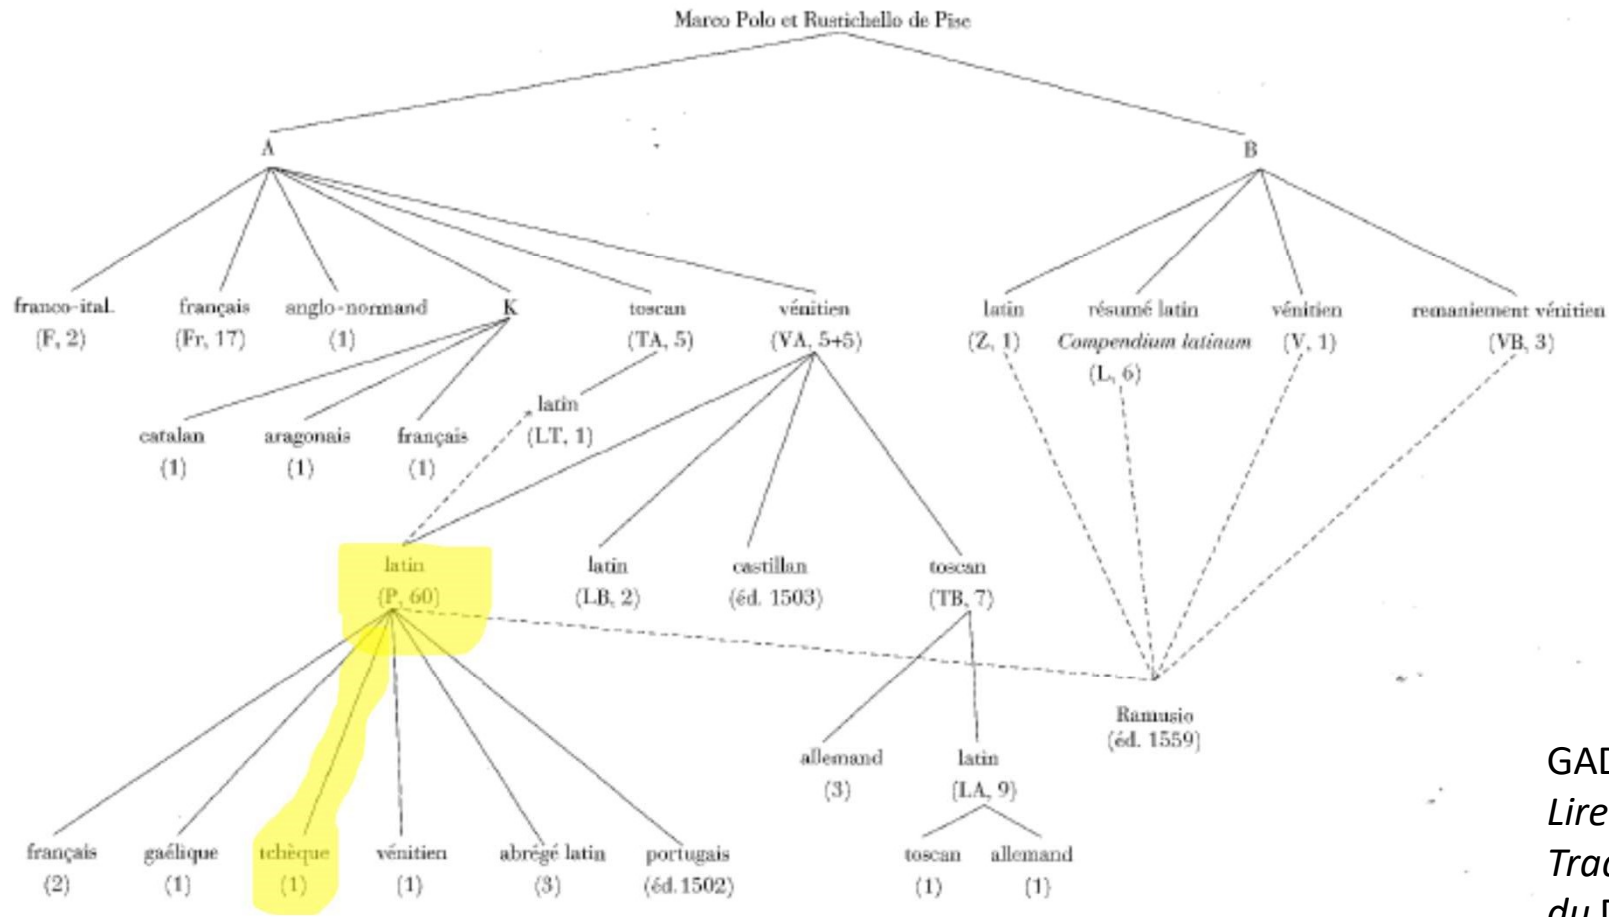 Marco Polo et Rustichello de Pise
A
B
franco-ital.
(F, 2)
français
(Fr, 17)
anglo-normand
(1)
K
toscan
(TA, 5)
vénitien
(VA, 5+5)
latin
(Z, 1)
résumé latin
Compendium latinum
(L, 6)
vénitien
(V, 1)
remaniement vénitien
(VB, 3)
catalan
(1)
aragonais
(1)
français
(1)
latin
(LT, 1)
latin
(P, 60)
latin
(LB, 2)
castillan
(éd. 1503)
toscan
(TB, 7)
allemand
(3)
latin
(LA, 9)
Ramusio
(éd. 1559)
français
(2)
gaélique
(1)
tchèque
(1)
vénitien
(1)
abrégé latin
(3)
portugais
(éd. 1502)
toscan
(1)
allemand
(1)
GAD
Lire
Trad
du D